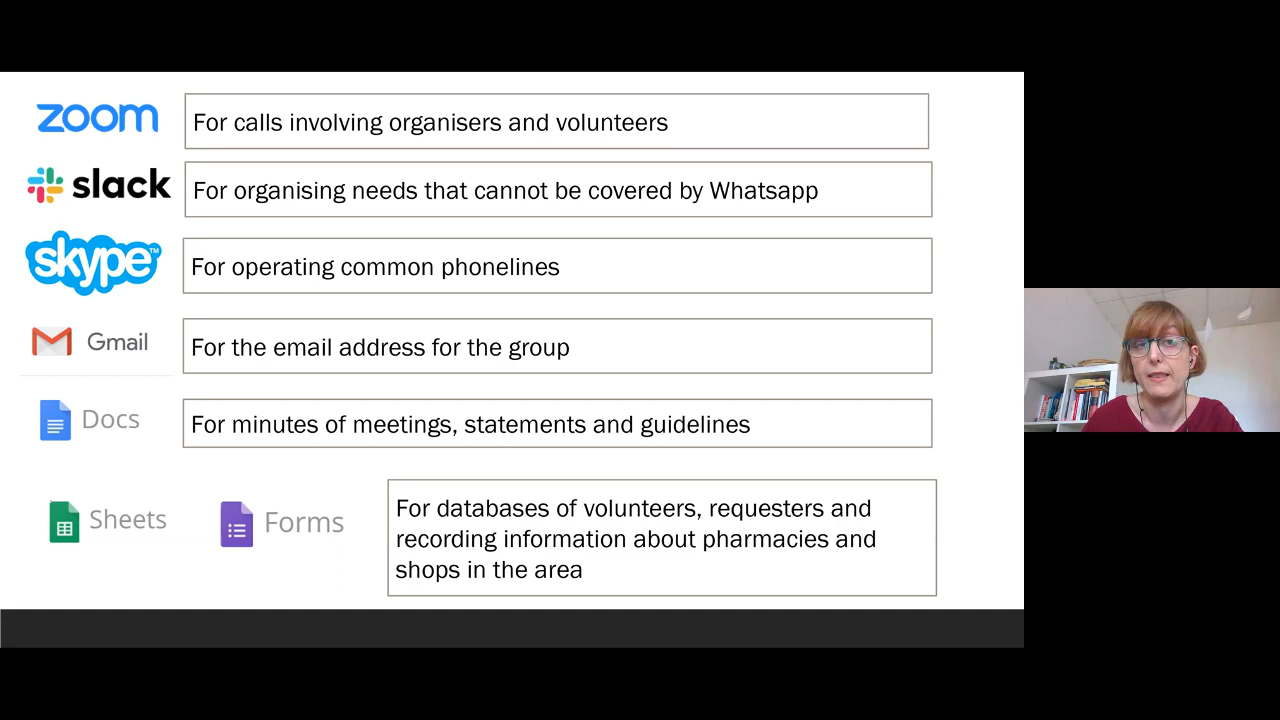 zoom For calls involving organisers and volunteers
slack For organising needs that cannot be covered by Whatsapp
skype™ For operating common phonelines
Gmail For the email address for the group
Docs For minutes of meetings, statements and guidelines
Sheets Forms For databases of volunteers, requesters and
recording information about pharmacies and
shops in the area